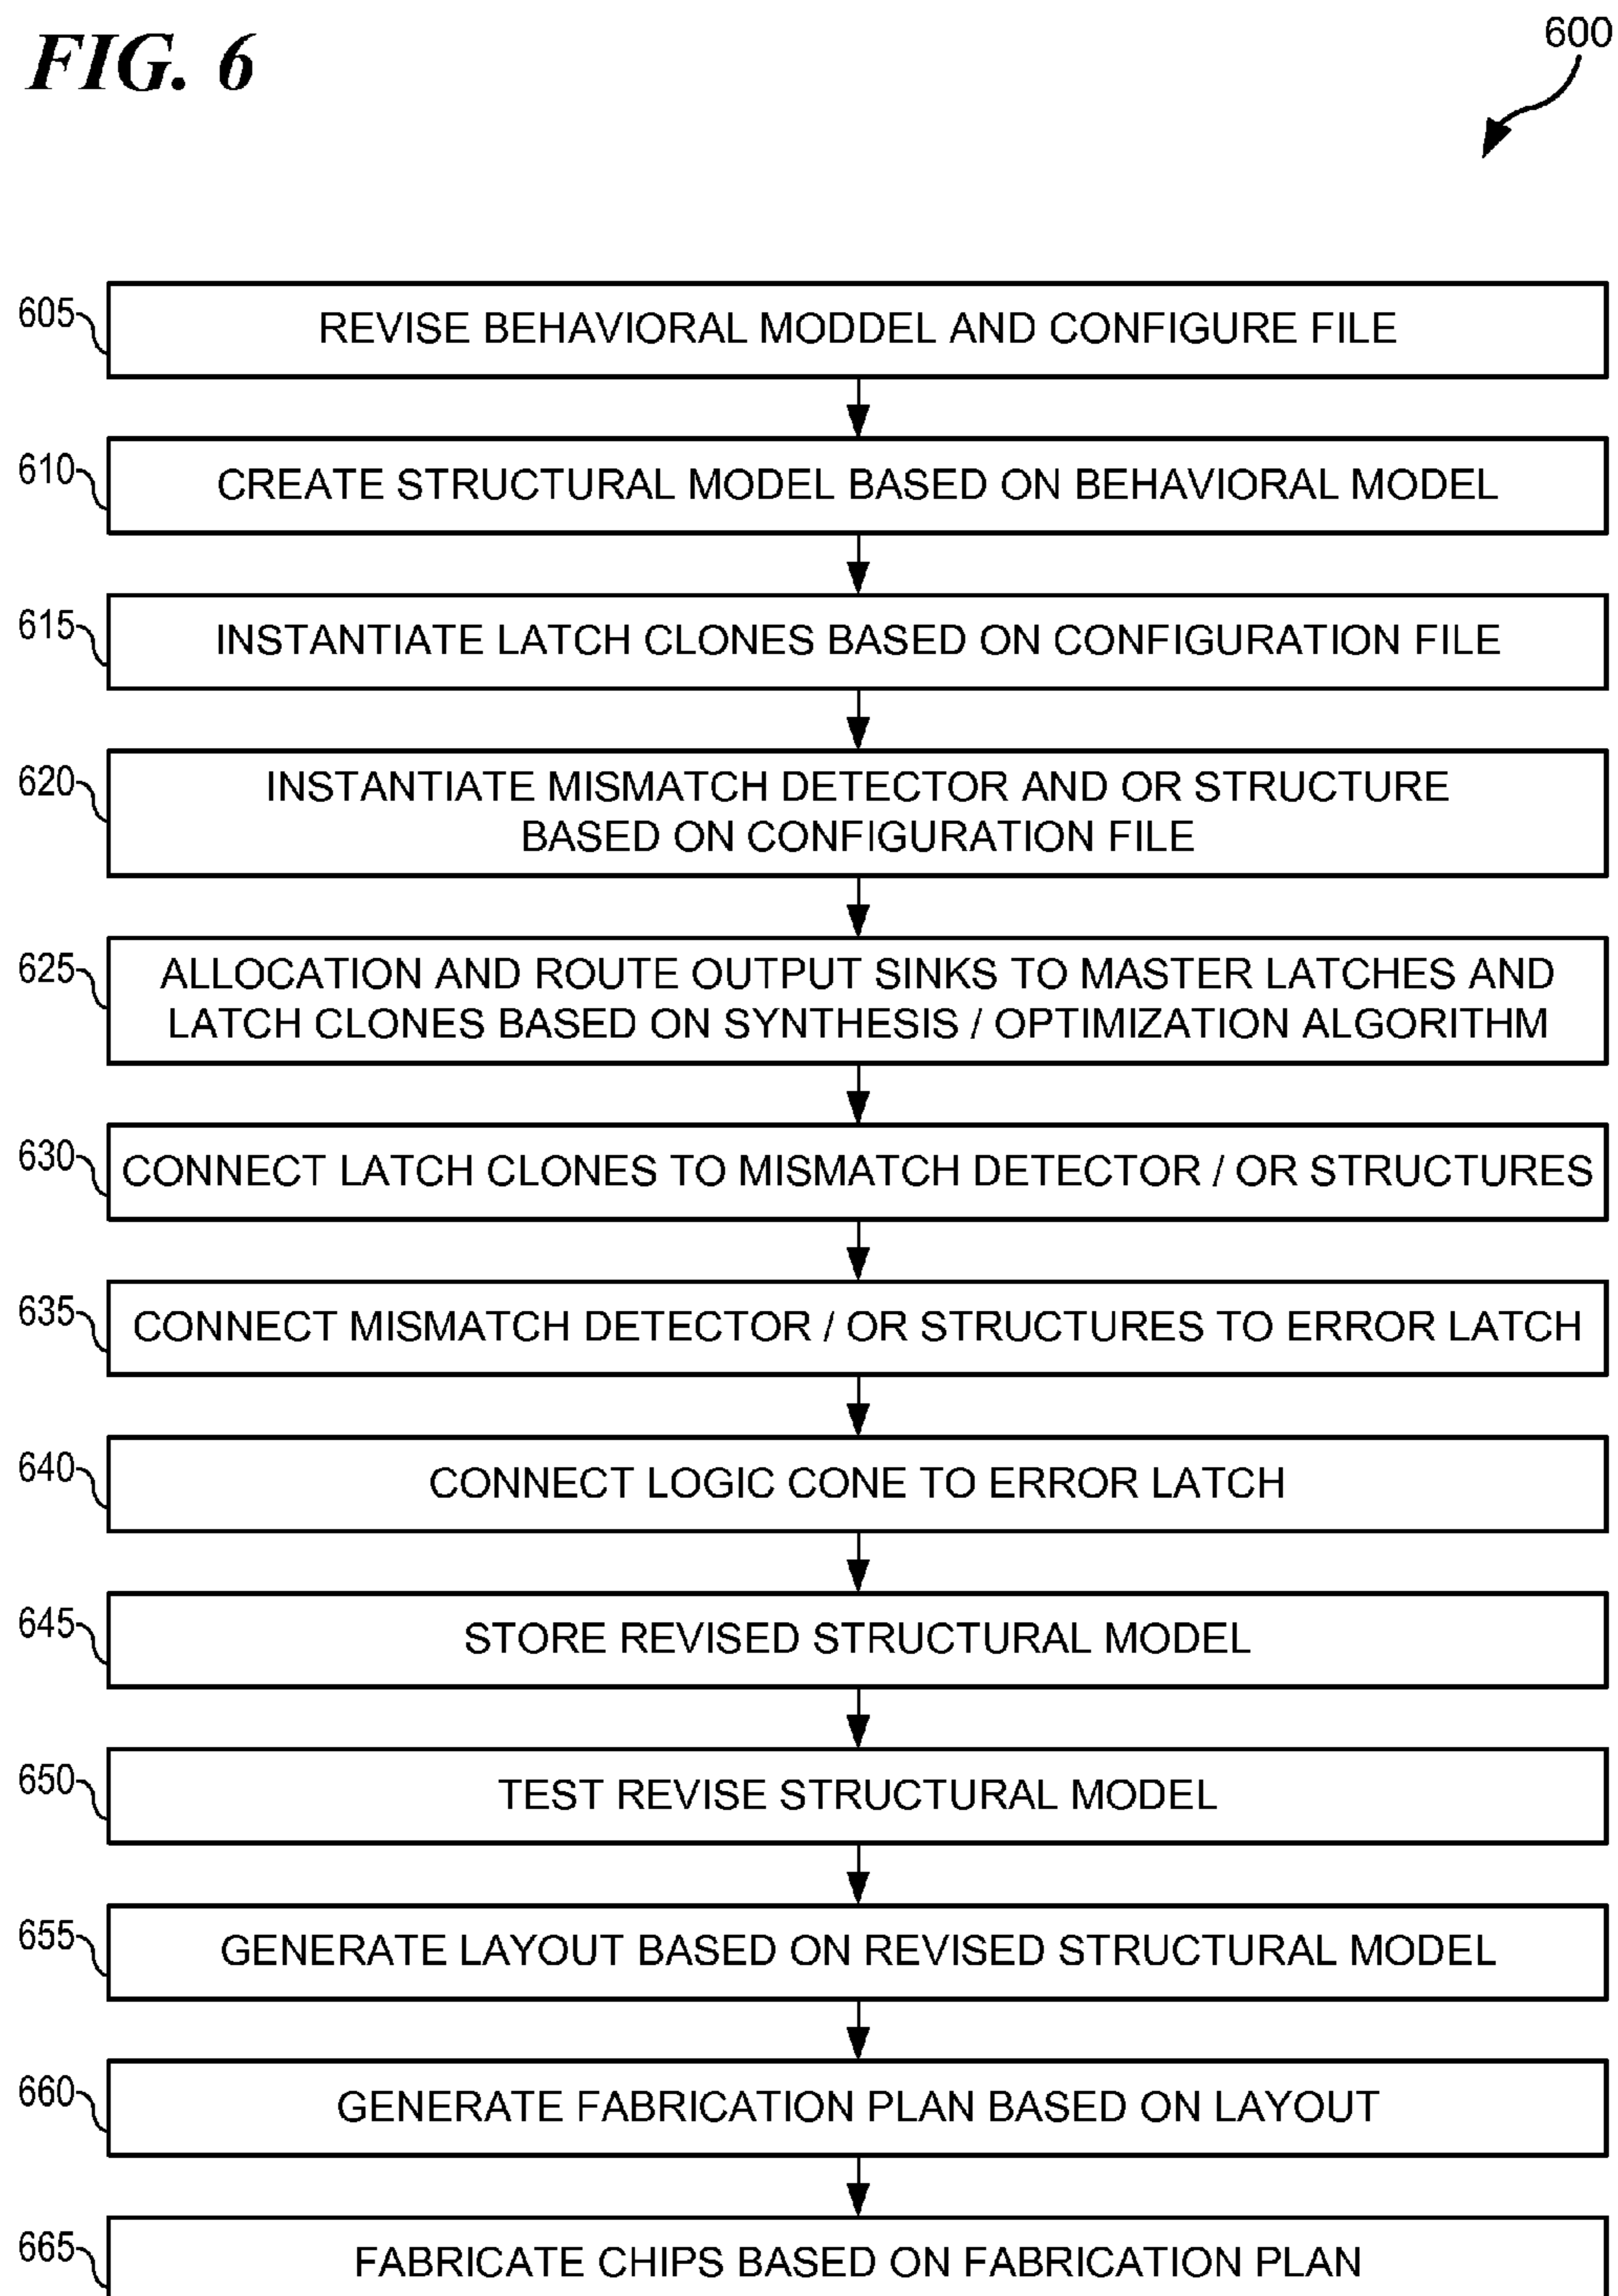 FIG. 6
600
605
REVISE BEHAVIORAL MODDEL AND CONFIGURE FILE
610
CREATE STRUCTURAL MODEL BASED ON BEHAVIORAL MODEL
615
INSTANTIATE LATCH CLONES BASED ON CONFIGURATION FILE
620
INSTANTIATE MISMATCH DETECTOR AND OR STRUCTURE
BASED ON CONFIGURATION FILE
625
ALLOCATION AND ROUTE OUTPUT SINKS TO MASTER LATCHES AND
LATCH CLONES BASED ON SYNTHESIS / OPTIMIZATION ALGORITHM
630
CONNECT LATCH CLONES TO MISMATCH DETECTOR / OR STRUCTURES
635
CONNECT MISMATCH DETECTOR / OR STRUCTURES TO ERROR LATCH
640
CONNECT LOGIC CONE TO ERROR LATCH
645
STORE REVISED STRUCTURAL MODEL
650
TEST REVISE STRUCTURAL MODEL
655
GENERATE LAYOUT BASED ON REVISED STRUCTURAL MODEL
660
GENERATE FABRICATION PLAN BASED ON LAYOUT
665
FABRICATE CHIPS BASED ON FABRICATION PLAN